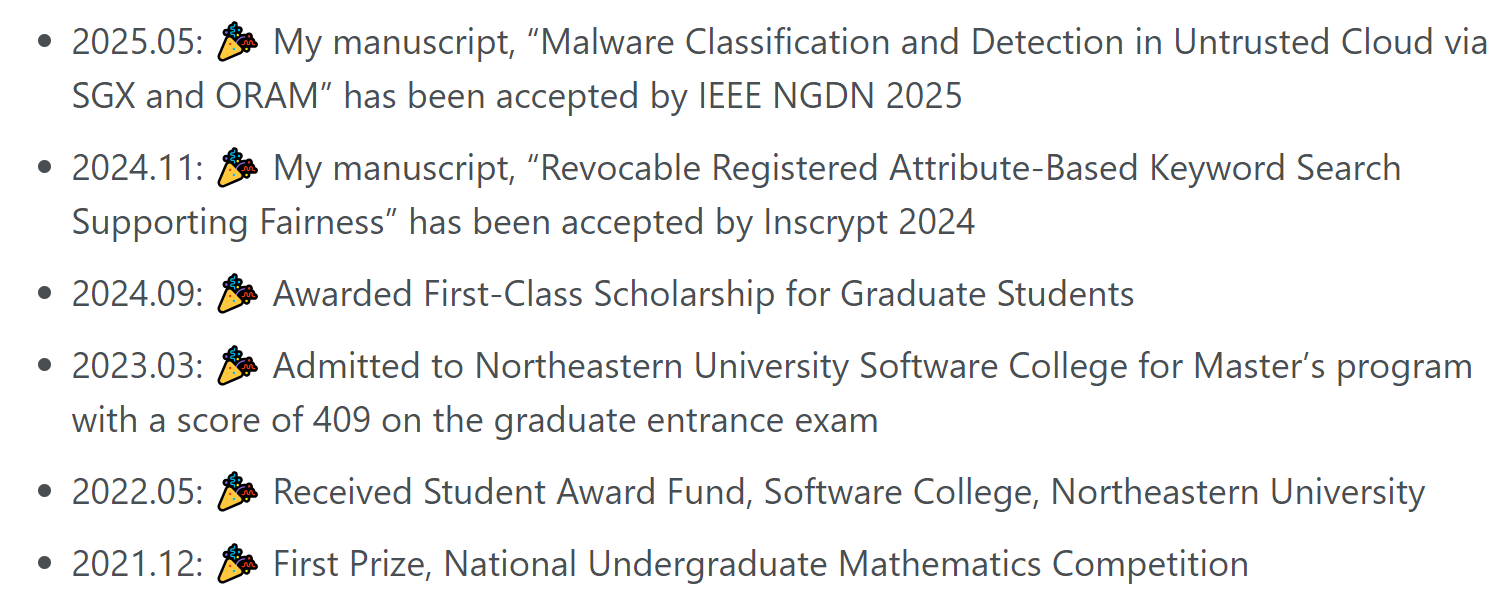 • 2025.05: 🎉 My manuscript, “Malware Classification and Detection in Untrusted Cloud via
SGX and ORAM” has been accepted by IEEE NGDN 2025
• 2024.11: 🎉 My manuscript, “Revocable Registered Attribute-Based Keyword Search
Supporting Fairness” has been accepted by Inscrypt 2024
• 2024.09: 🎉 Awarded First-Class Scholarship for Graduate Students
• 2023.03: 🎉 Admitted to Northeastern University Software College for Master’s program
with a score of 409 on the graduate entrance exam
• 2022.05: 🎉 Received Student Award Fund, Software College, Northeastern University
• 2021.12: 🎉 First Prize, National Undergraduate Mathematics Competition